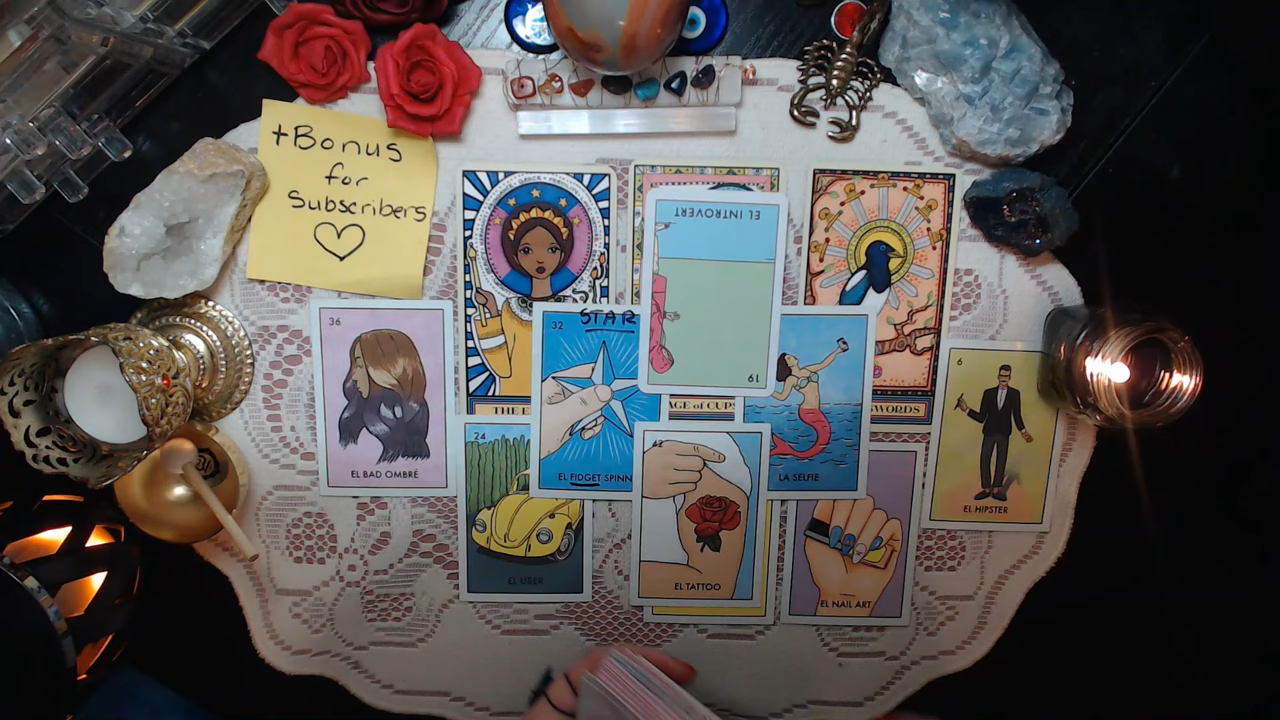 +Bonus
for
Subscribers
EL INTROVERT
19
36
EL BAD OMBRÉ
THE E
32
STAR
EL FIDGET SPINN
AGE of CUPS
SWORDS
LA SELFIE
6
EL HIPSTER
24
EL UBER
42
EL TATTOO
EL NAIL ART